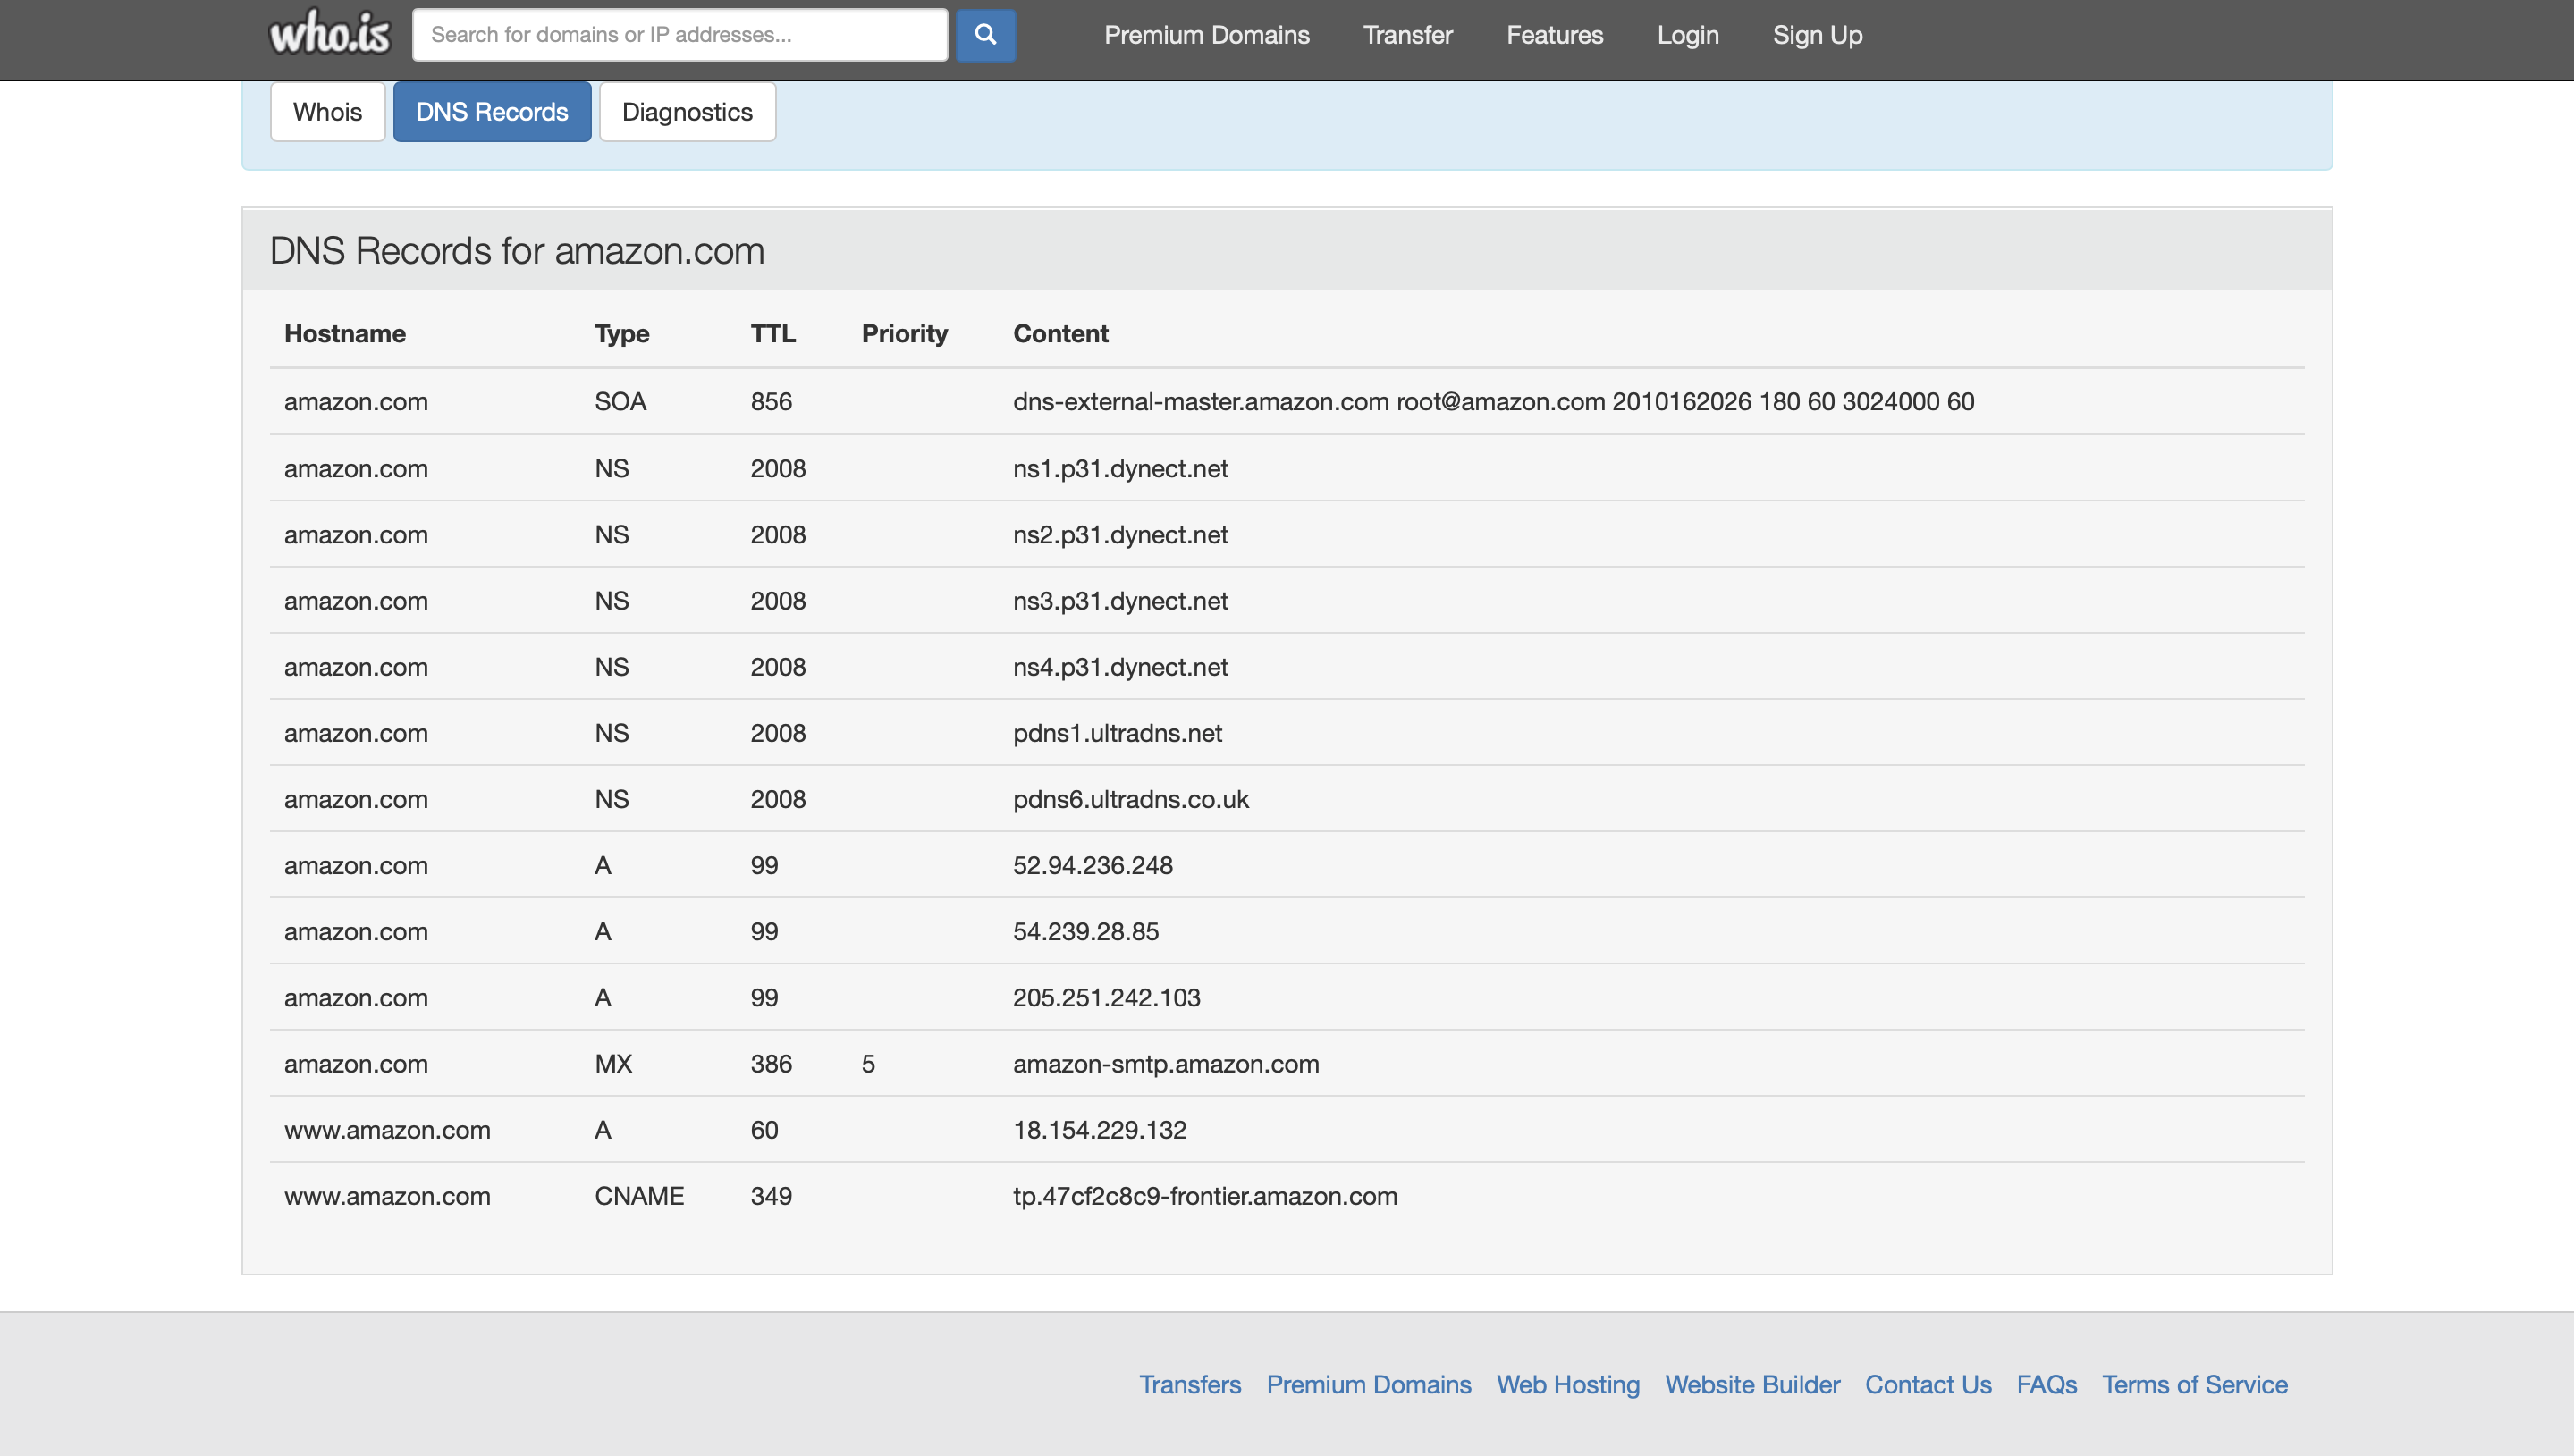 who.is Search for domains or IP addresses... Premium Domains Transfer Features Login Sign Up
Whois DNS Records Diagnostics
DNS Records for amazon.com
Hostname Type TTL Priority Content
amazon.com SOA 856 dns-external-master.amazon.com root@amazon.com 2010162026 180 60 3024000 60
amazon.com NS 2008 ns1.p31.dynect.net
amazon.com NS 2008 ns2.p31.dynect.net
amazon.com NS 2008 ns3.p31.dynect.net
amazon.com NS 2008 ns4.p31.dynect.net
amazon.com NS 2008 pdns1.ultradns.net
amazon.com NS 2008 pdns6.ultradns.co.uk
amazon.com A 99 52.94.236.248
amazon.com A 99 54.239.28.85
amazon.com A 99 205.251.242.103
amazon.com MX 386 5 amazon-smtp.amazon.com
www.amazon.com A 60 18.154.229.132
www.amazon.com CNAME 349 tp.47cf2c8c9-frontier.amazon.com
Transfers Premium Domains Web Hosting Website Builder Contact Us FAQs Terms of Service